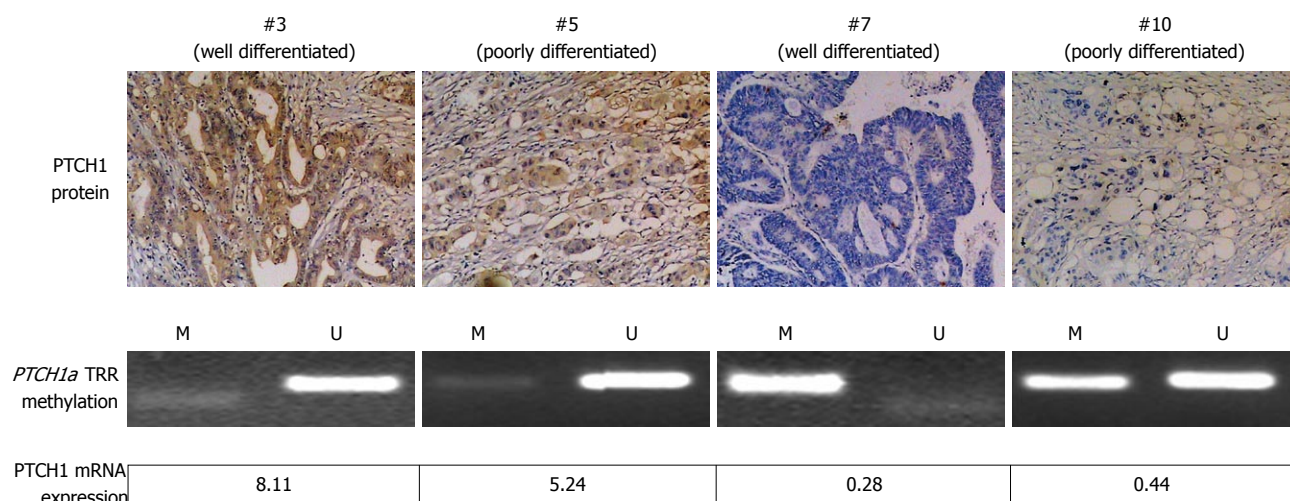 #3
(well differentiated)
#5
(poorly differentiated)
#7
(well differentiated)
#10
(poorly differentiated)
PTCH1
protein
M U M U M U M U
PTCH1a TRR
methylation
PTCH1 mRNA
expression
8.11 5.24 0.28 0.44